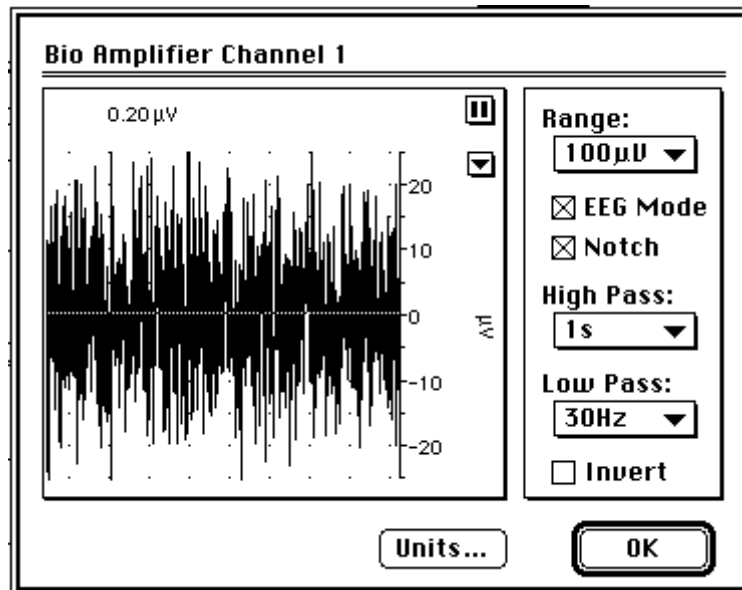 Bio Amplifier Channel 1
0.20 µV
20
10
0
-10
-20
µV
Range:
100µV
EEG Mode
Notch
High Pass:
1s
Low Pass:
30Hz
Invert
Units...
OK